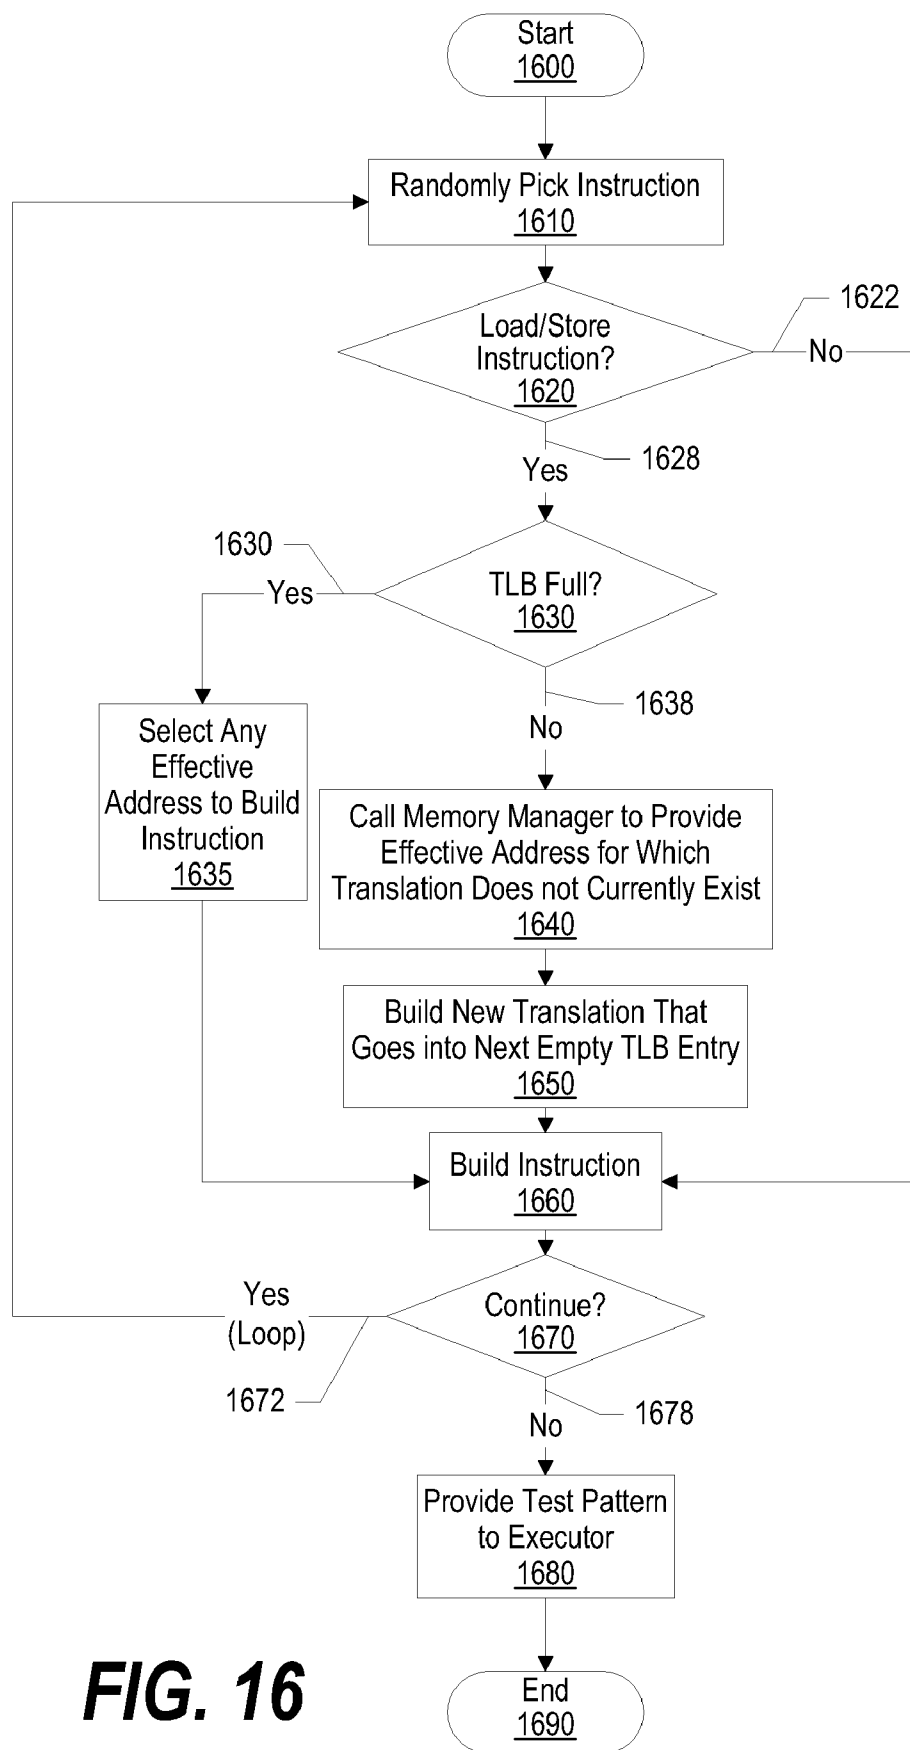 Start
1600
Randomly Pick Instruction
1610
1622
Load/Store
Instruction?
1620
No
1628
Yes
1630
TLB Full?
1630
Yes
1638
No
Select Any
Effective
Address to Build
Instruction
1635
Call Memory Manager to Provide
Effective Address for Which
Translation Does not Currently Exist
1640
Build New Translation That
Goes into Next Empty TLB Entry
1650
Build Instruction
1660
Yes
(Loop)
Continue?
1670
1672
1678
No
Provide Test Pattern
to Executor
1680
FIG. 16
End
1690